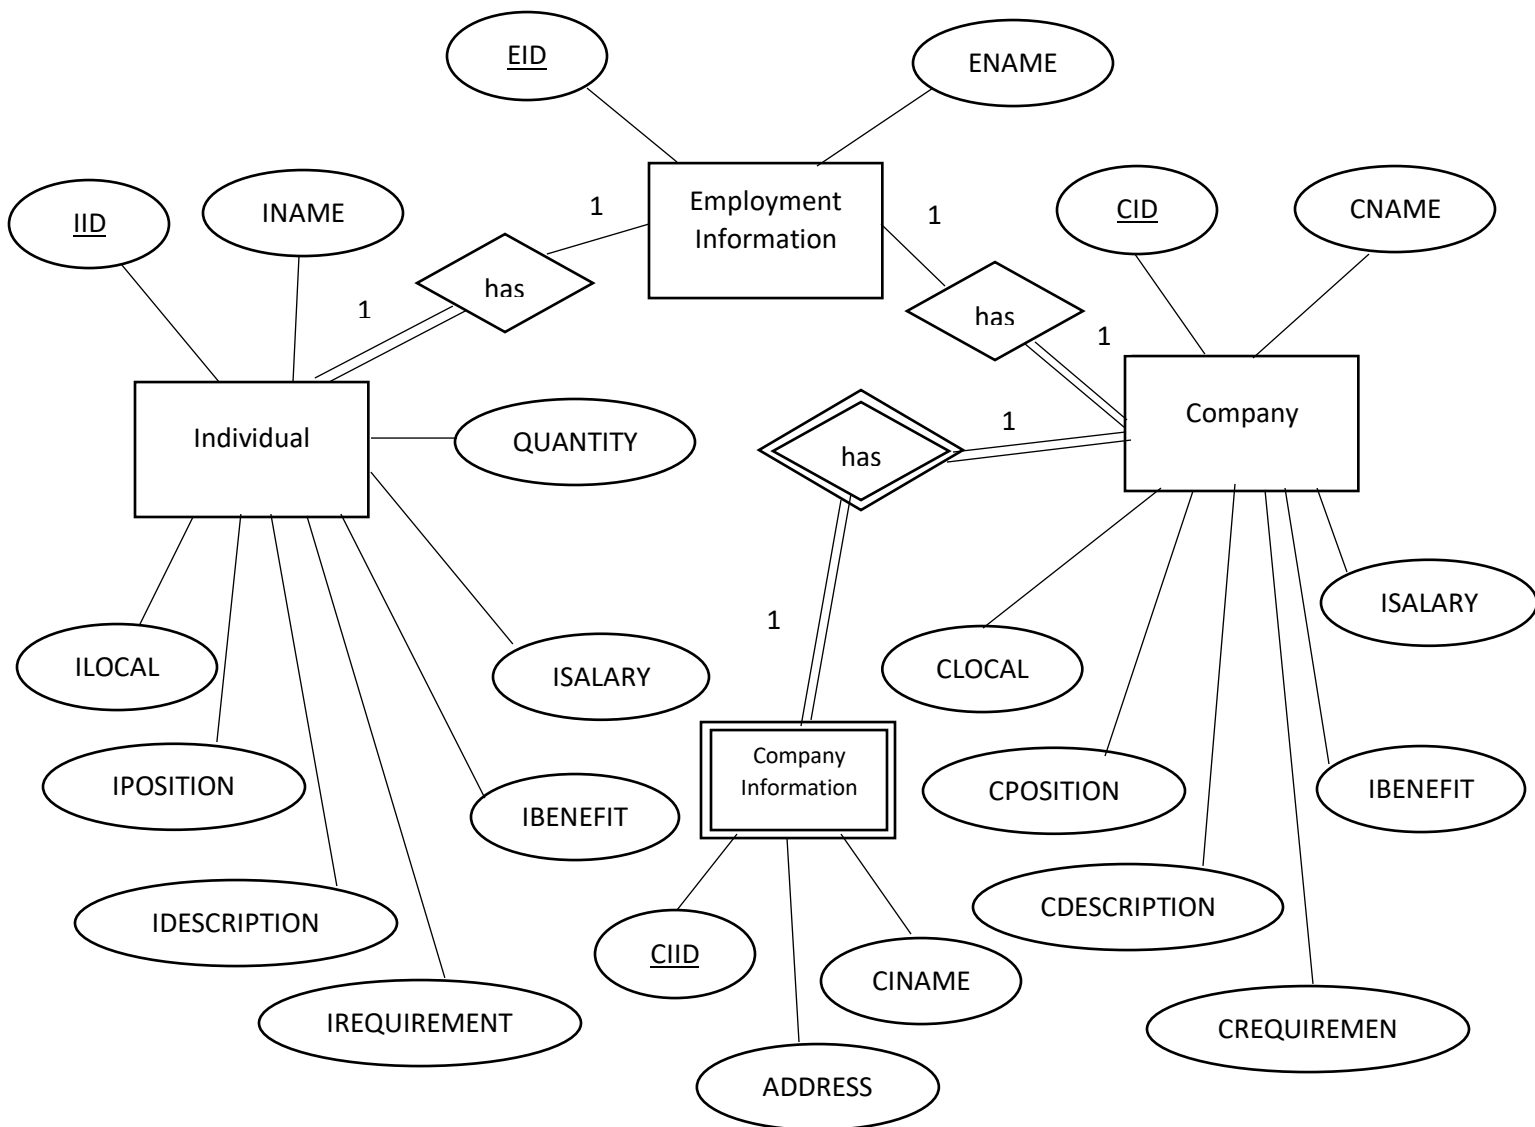 EID
ENAME
Employment
Information
IID
INAME
1
1
CID
CNAME
has
1
has
1
Individual
QUANTITY
has
1
Company
1
ILOCAL
ISALARY
CLOCAL
ISALARY
IPOSITION
IBENEFIT
Company
Information
CPOSITION
IBENEFIT
IDESCRIPTION
CDESCRIPTION
CIID
CINAME
IREQUIREMENT
CREQUIREMEN
ADDRESS